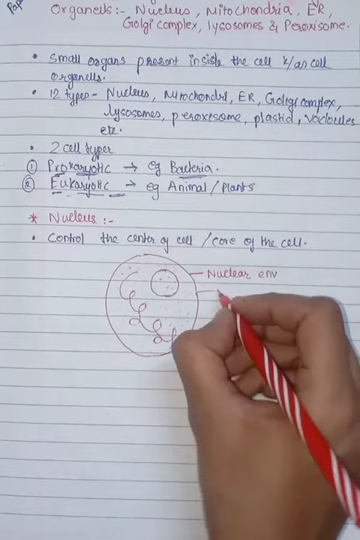 Organells:- Nucleus, Mitochondria, ER,
Golgi complex, lysosomes & Peroxisome.
• Small organs present inside the cell k/as cell
organells.
• 12 types - Nucleus, Mitochondri, ER, Golgi complex,
lysosomes, peroxisome, plastid, Vacuoles
etc.
• 2 cell types
① Prokaryotic → eg Bacteria.
② Eukaryotic → eg Animal/Plants
* Nucleus :-
• Control the center of cell / core of the cell.
Nuclear env